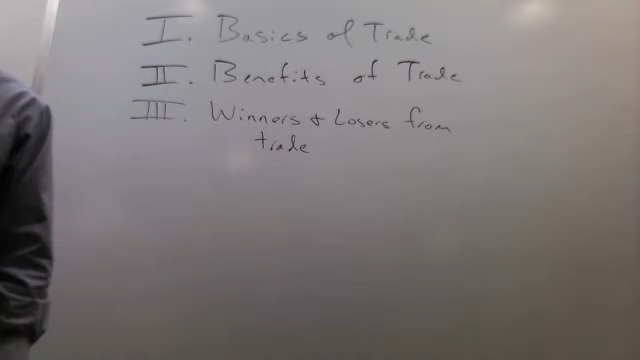 I. Basics of Trade
II. Benefits of Trade
III. Winners & Losers from
trade